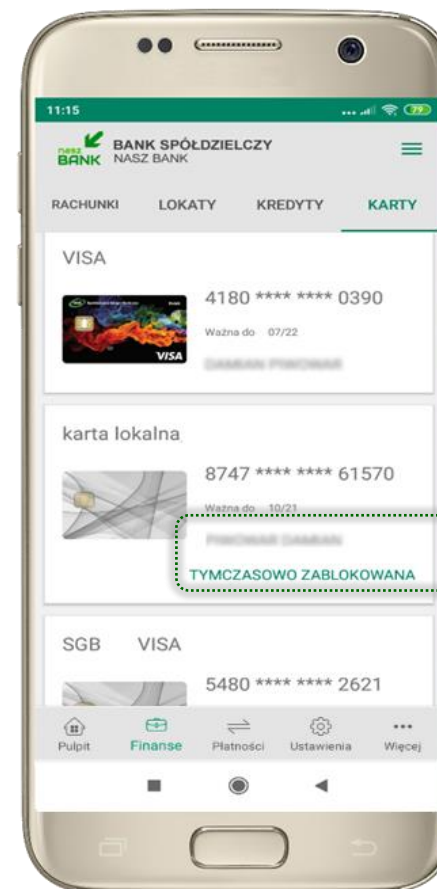 11:15
79
nasz
BANK
BANK SPÓŁDZIELCZY
NASZ BANK
RACHUNKI LOKATY KREDYTY KARTY
VISA
4180 **** **** 0390
Ważna do 07/22
VISA
karta lokalna
8747 **** **** 61570
Ważna do 10/21
TYMCZASOWO ZABLOKOWANA
SGB VISA
5480 **** **** 2621
Pulpit Finanse Płatności Ustawienia Więcej